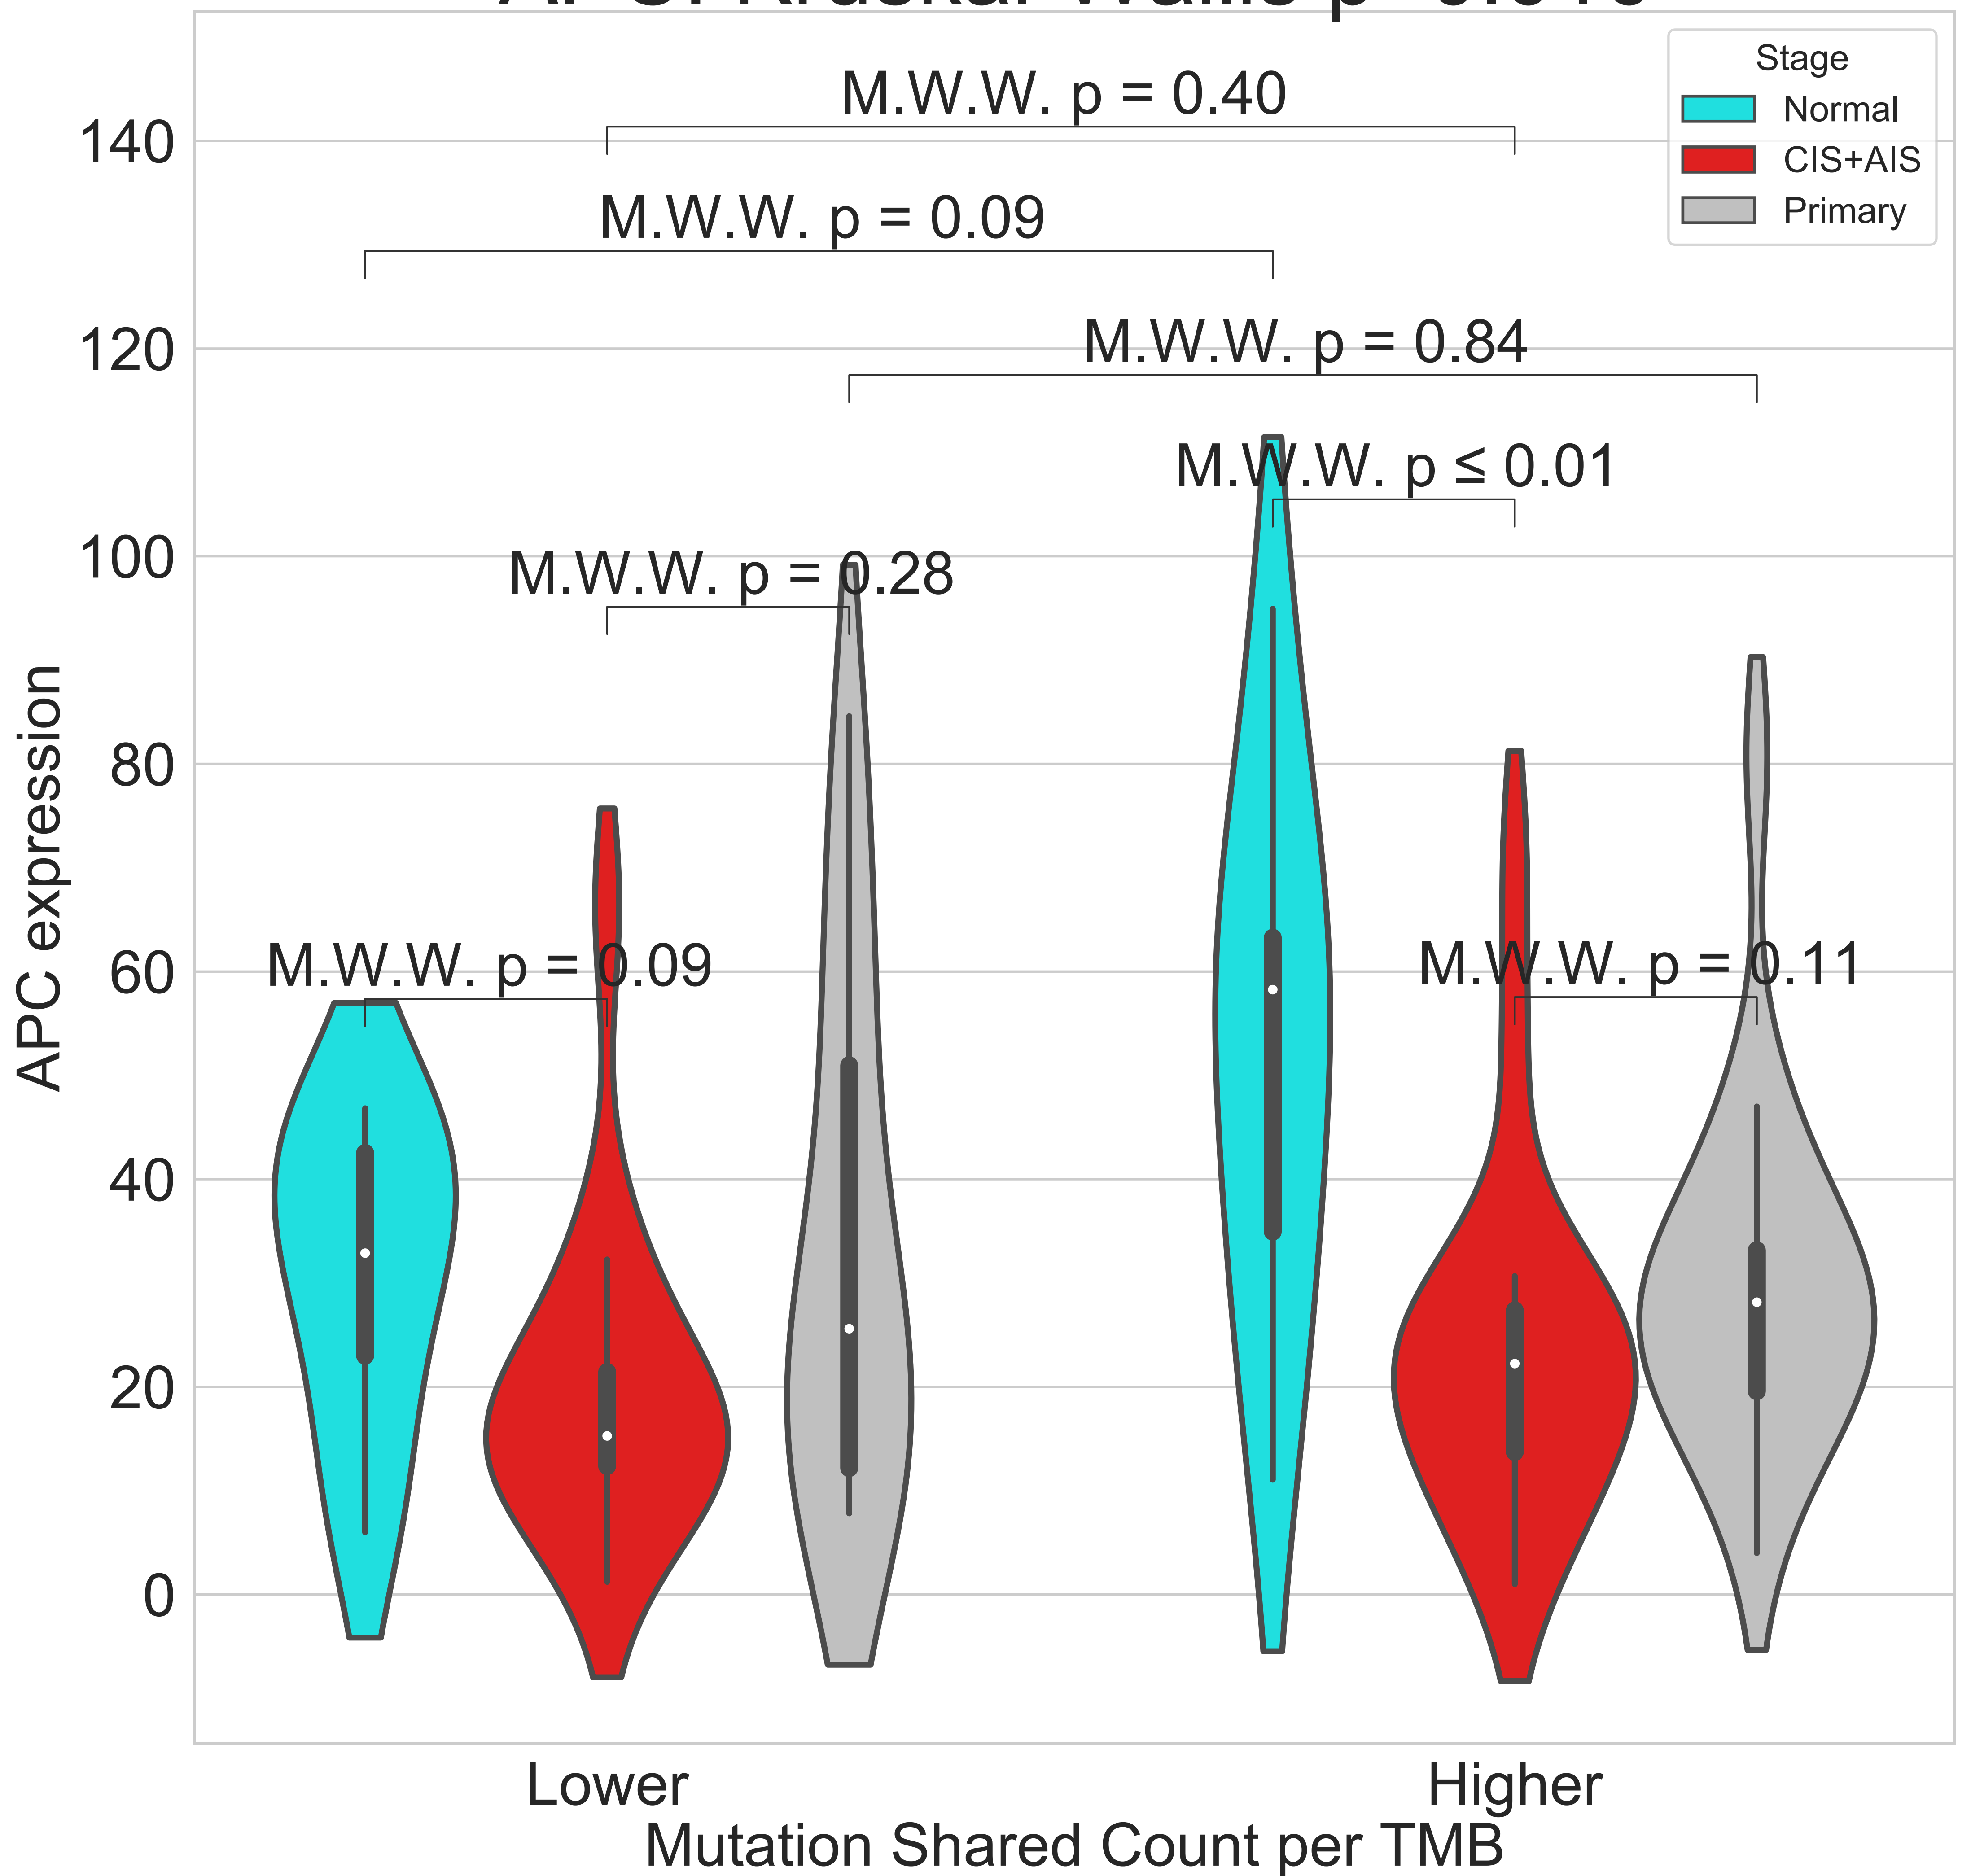 Stage
Normal
CIS+AIS
Primary
M.W.W. p = 0.40
M.W.W. p = 0.09
M.W.W. p = 0.84
M.W.W. p ≤ 0.01
M.W.W. p = 0.28
M.W.W. p = 0.09
M.W.W. p = 0.11
140
120
100
80
60
40
20
0
APC expression
Lower
Higher
Mutation Shared Count per TMB